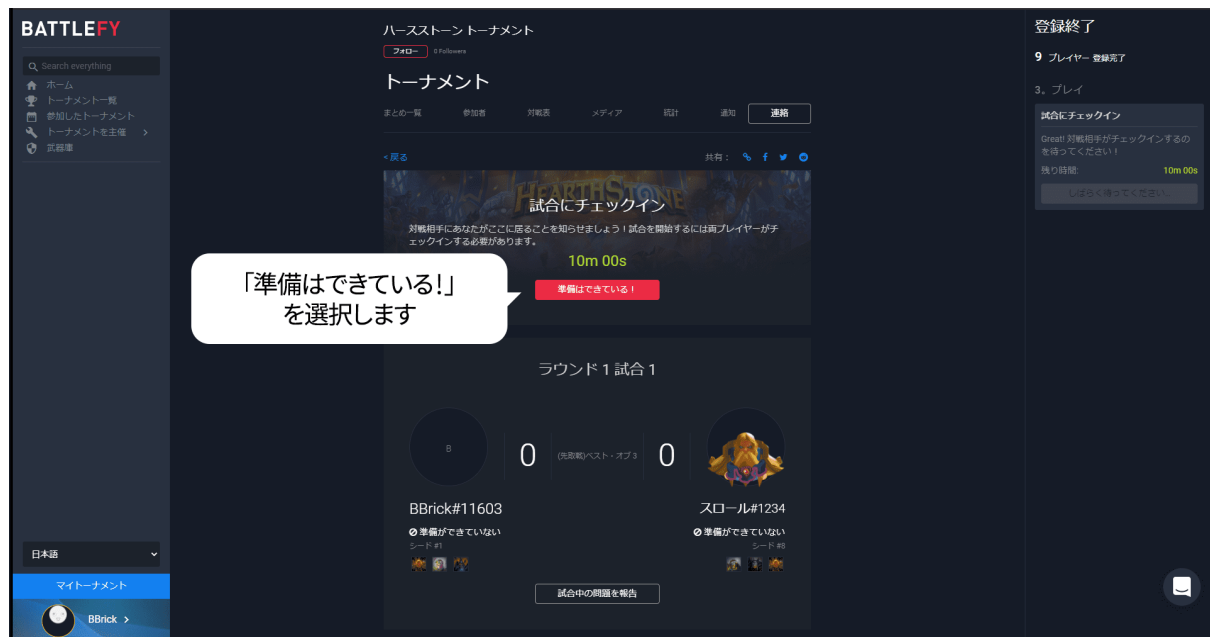 BATTLEFY
Search everything
ホーム
トーナメント一覧
参加したトーナメント
トーナメントを主催
武器庫
日本語
マイトーナメント
BBrick
ハースストーン トーナメント
フォロー 0 Followers
トーナメント
まとめ一覧 参加者 対戦表 メディア 統計 通知 連絡
< 戻る 共有：
HEARTHSTONE
試合にチェックイン
対戦相手にあなたがここに居ることを知らせましょう！試合を開始するには両プレイヤーがチ
ェックインする必要があります。
10m 00s
準備はできている！
「準備はできている!」
を選択します
ラウンド 1 試合 1
B 0 (先取戦)ベスト・オブ 3 0
BBrick#11603 スロール#1234
準備ができていない 準備ができていない
シード #1 シード #8
試合中の問題を報告
登録終了
9 プレイヤー 登録完了
3。プレイ
試合にチェックイン
Great! 対戦相手がチェックインするの
を待ってください！
残り時間: 10m 00s
しばらく待ってください...